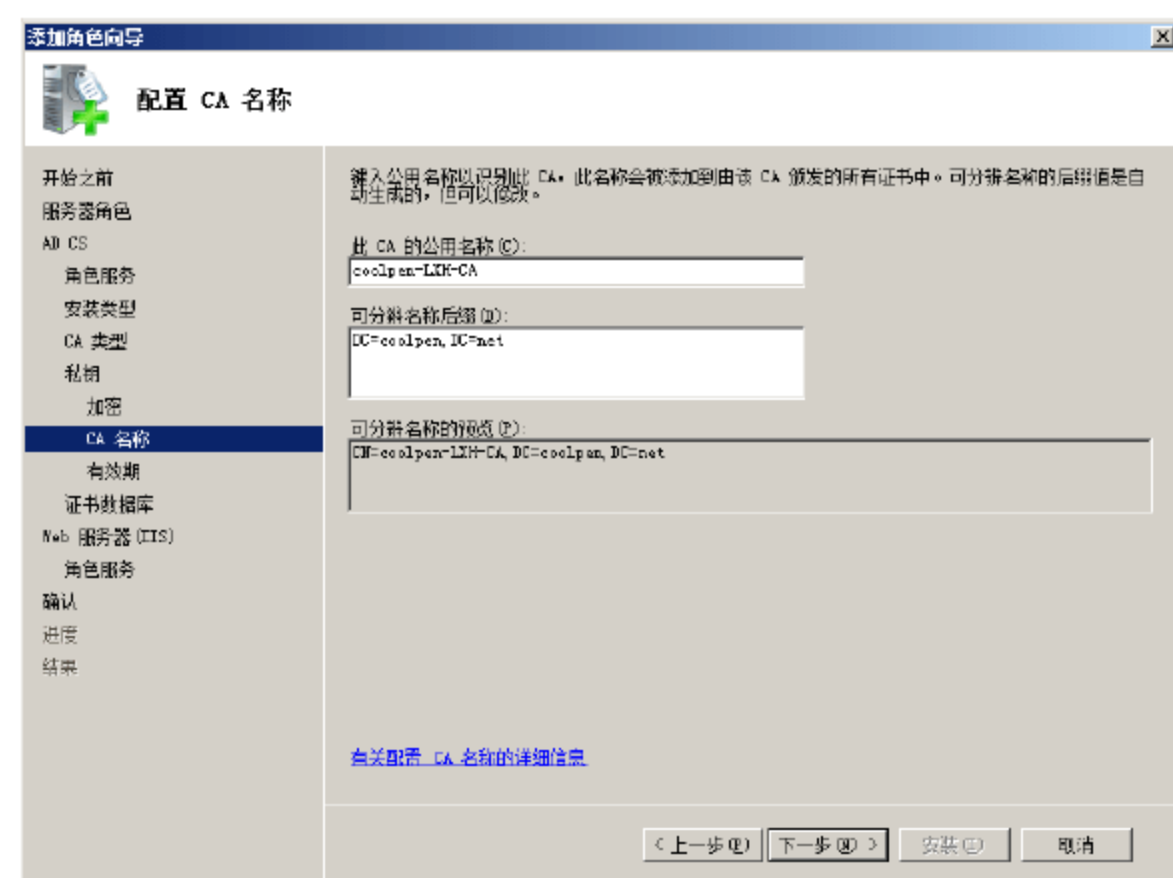 添加角色向导
配置 CA 名称
开始之前
服务器角色
AD CS
角色服务
安装类型
CA 类型
私钥
加密
CA 名称
有效期
证书数据库
Web 服务器(IIS)
角色服务
确认
进度
结果
键入公用名称以识别此 CA。此名称会被添加到由该 CA 颁发的所有证书中。可分辨名称的后缀值是自
动生成的，但可以修改。
此 CA 的公用名称(C):
coolpen-LXH-CA
可分辨名称后缀(D):
DC=coolpen,DC=net
可分辨名称的预览(P):
CN=coolpen-LXH-CA,DC=coolpen,DC=net
有关配置 CA 名称的详细信息
< 上一步(P)
下一步(N) >
安装(I)
取消